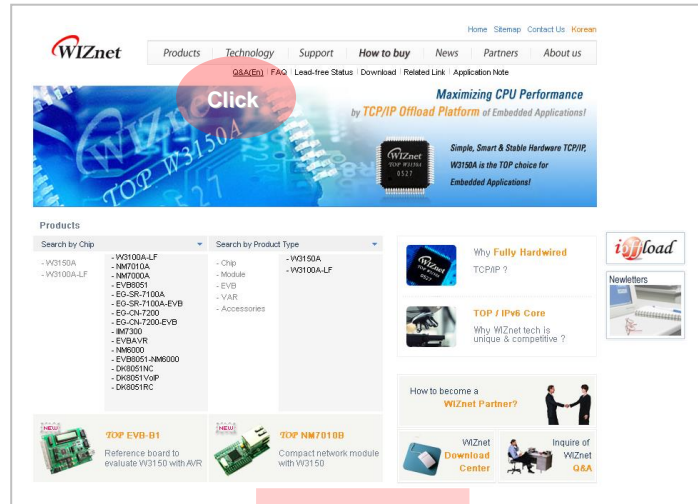 Home Sitemap Contact Us Korean
WIZnet
Products Technology Support How to buy News Partners About us
Q&A(En) FAQ Lead-free Status Download Related Link Application Note
Click
Maximizing CPU Performance
by TCP/IP Offload Platform of Embedded Applications!
TOP W3150A
0527
WIZnet
TOP W3150A
0527
Simple, Smart & Stable Hardware TCP/IP,
W3150A is the TOP choice for
Embedded Applications!
Products
Search by Chip
- W3150A
- W3100A-LF
- W3100A-LF
- NM7010A
- NM7000A
- EVB8051
- EG-SR-7100A
- EG-SR-7100A-EVB
- EG-CN-7200
- EG-CN-7200-EVB
- IIM7300
- EVBAVR
- NM6000
- EVB8051-NM6000
- DK8051NC
- DK8051VoIP
- DK8051RC
Search by Product Type
- Chip
- Module
- EVB
- VAR
- Accessories
- W3150A
- W3100A-LF
WIZnet
Why Fully Hardwired
TCP/IP ?
TOP / IPv6 Core
Why WIZnet tech is
unique & competitive ?
iOffload
Newletters
How to become a
WIZnet Partner?
NEW
TOP EVB-B1
Reference board to
evaluate W3150 with AVR
NEW
TOP NM7010B
Compact network module
with W3150
WIZnet
Download
Center
Inquire of
WIZnet
Q&A